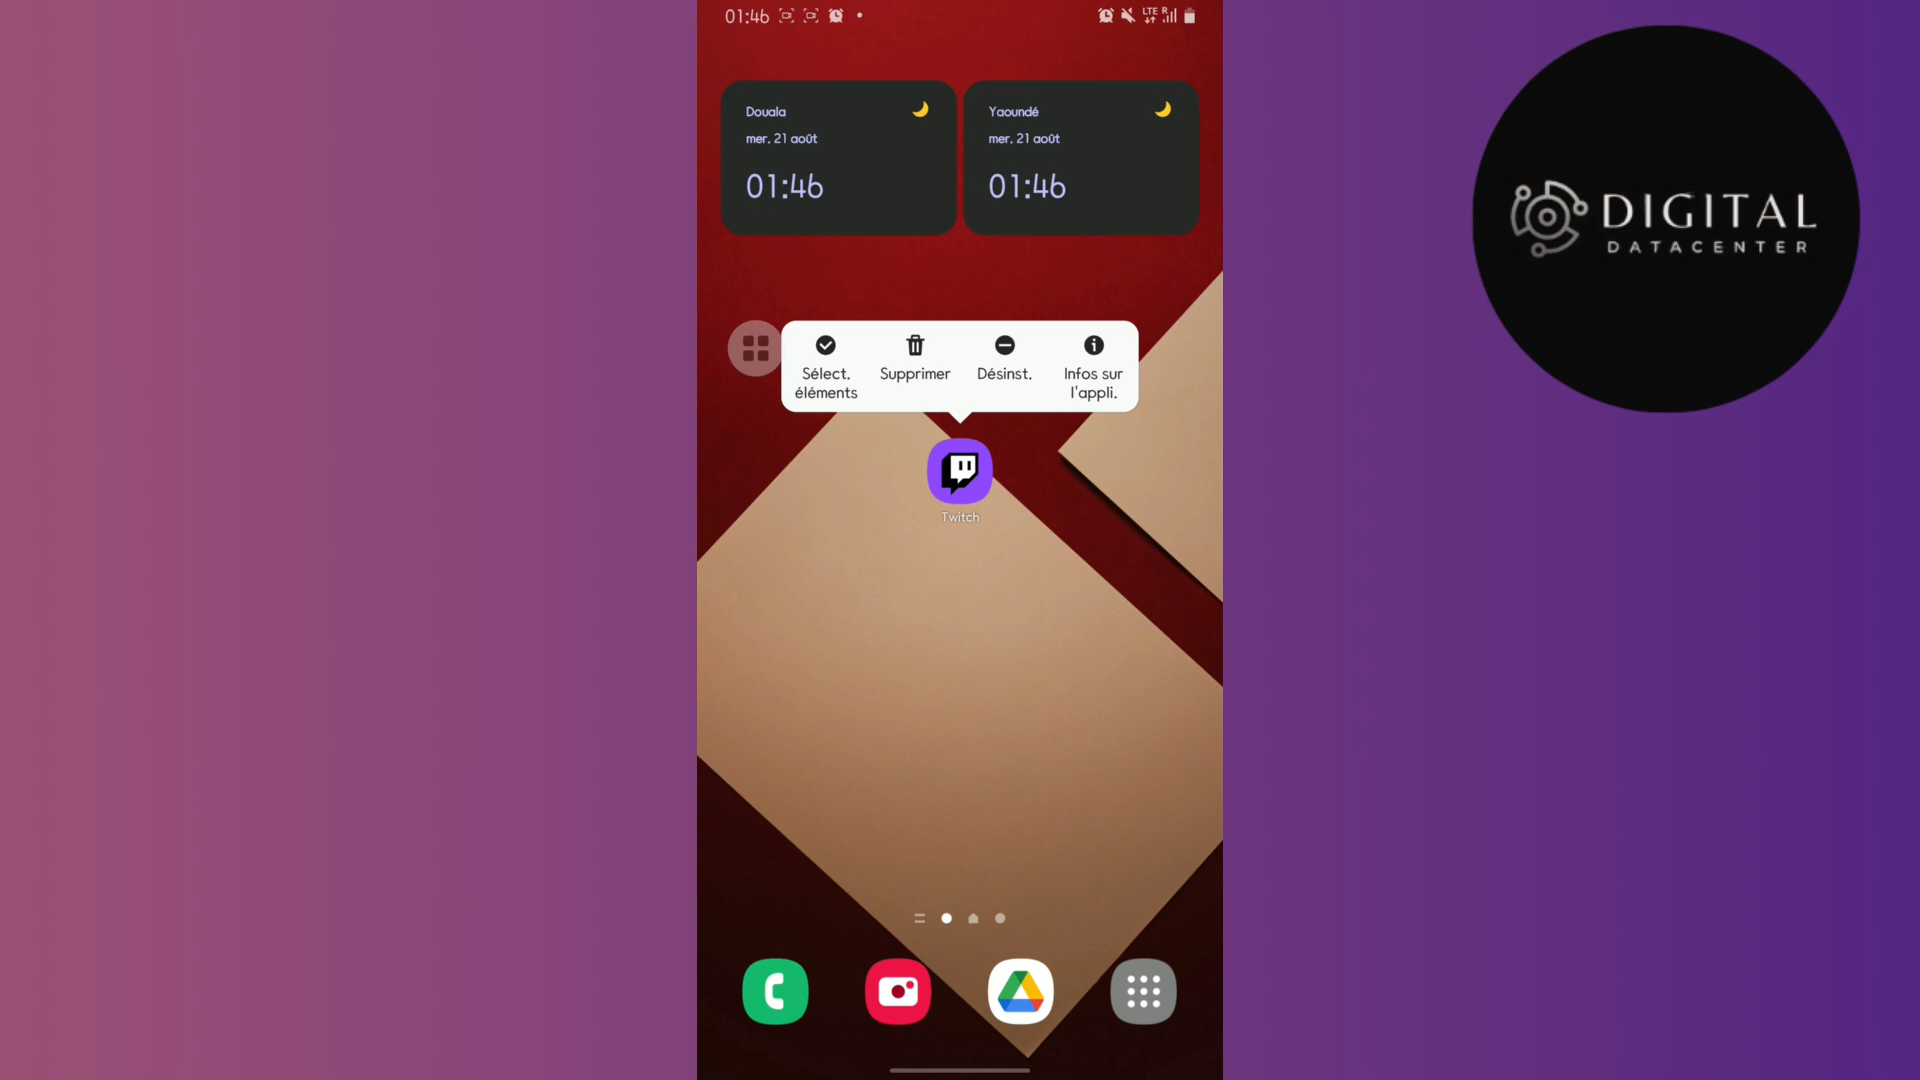 01:46
LTE R
Douala
mer. 21 août
01:46
Yaoundé
mer. 21 août
01:46
Sélect. éléments
Supprimer
Désinst.
Infos sur l'appli.
Twitch
DIGITAL
DATACENTER